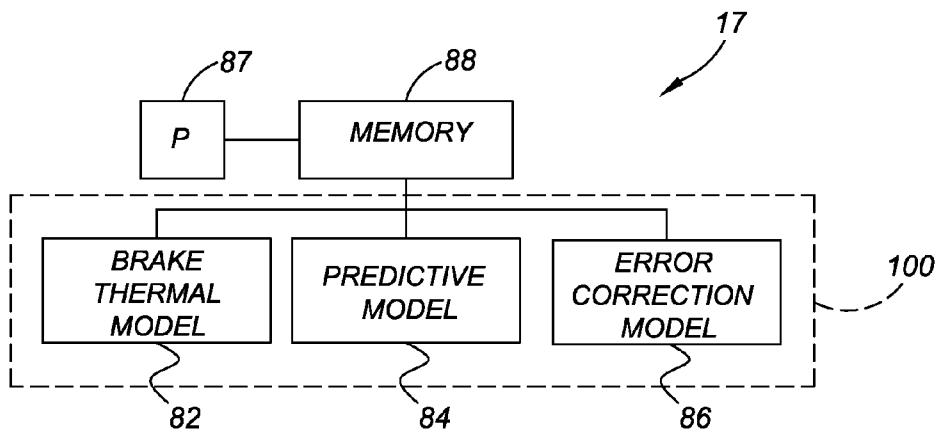 17
87
88
P
MEMORY
BRAKE
THERMAL
MODEL
PREDICTIVE
MODEL
ERROR
CORRECTION
MODEL
100
82
84
86